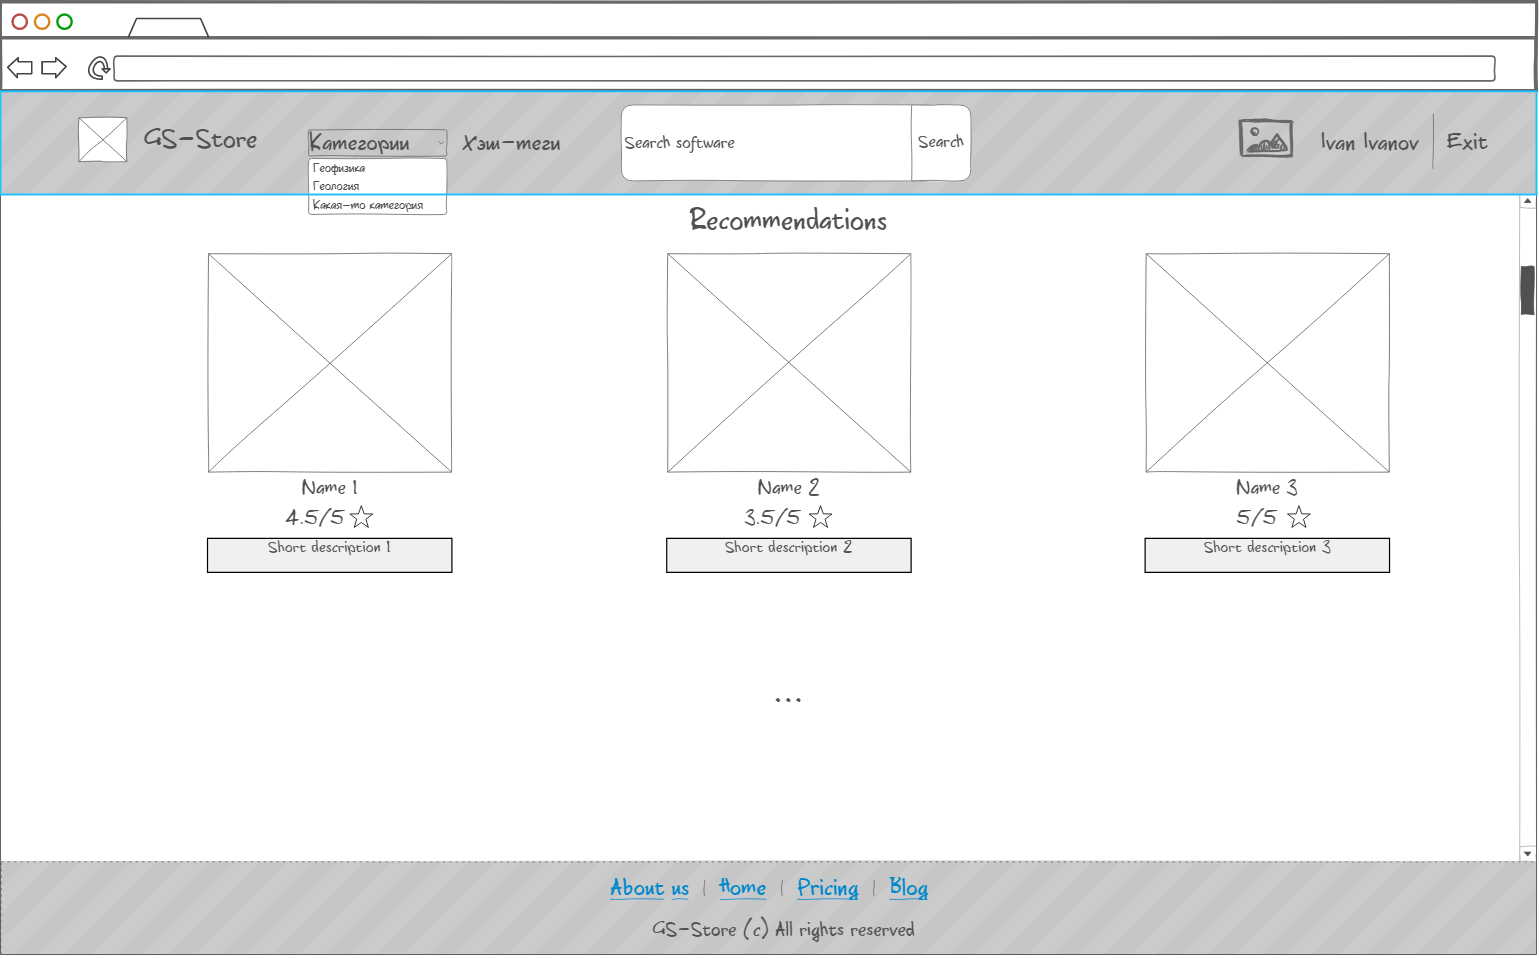 GS-Store
Категории
Хэш-теги
Search software
Search
Ivan Ivanov
Exit
Геофизика
Геология
Какая-то категория
Recommendations
Name 1
4.5/5
Short description 1
Name 2
3.5/5
Short description 2
Name 3
5/5
Short description 3
...
About us | Home | Pricing | Blog
GS-Store (c) All rights reserved